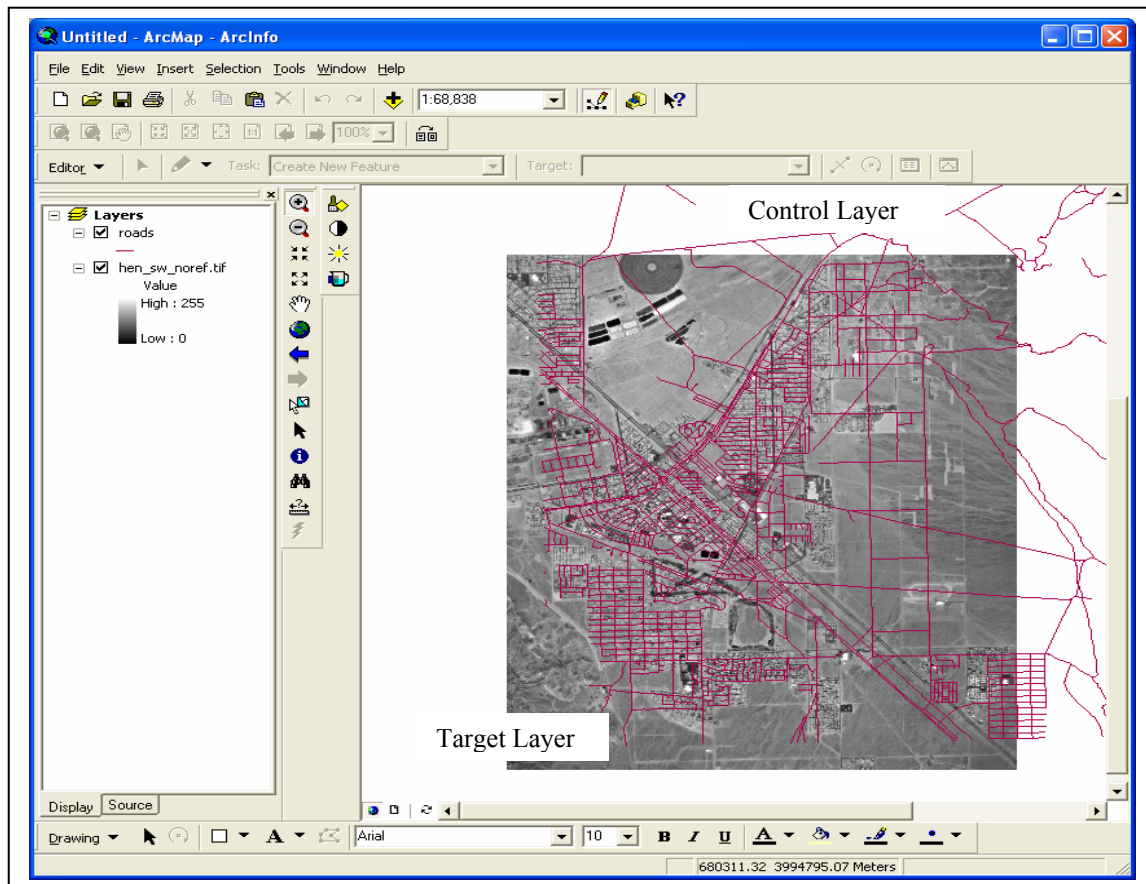 Untitled - ArcMap - ArcInfo
File Edit View Insert Selection Tools Window Help
1:68,838
1:1
100%
Editor Task: Create New Feature Target:
Layers
roads
hen_sw_noref.tif
Value
High : 255
Low : 0
Control Layer
Target Layer
Display Source
Drawing A Arial 10 B I U A
680311.32 3994795.07 Meters